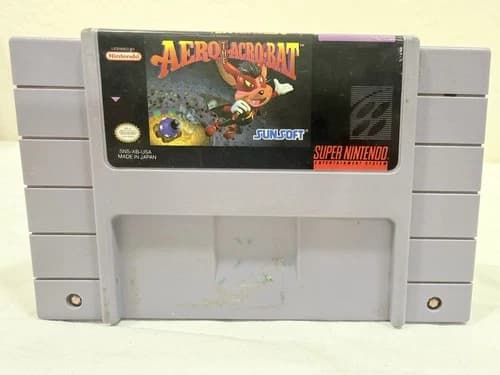 LICENSED BY
Nintendo
AERO THE ACRO-BAT
SUNSOFT
SNS-XB-USA
MADE IN JAPAN
SUPER NINTENDO
ENTERTAINMENT SYSTEM